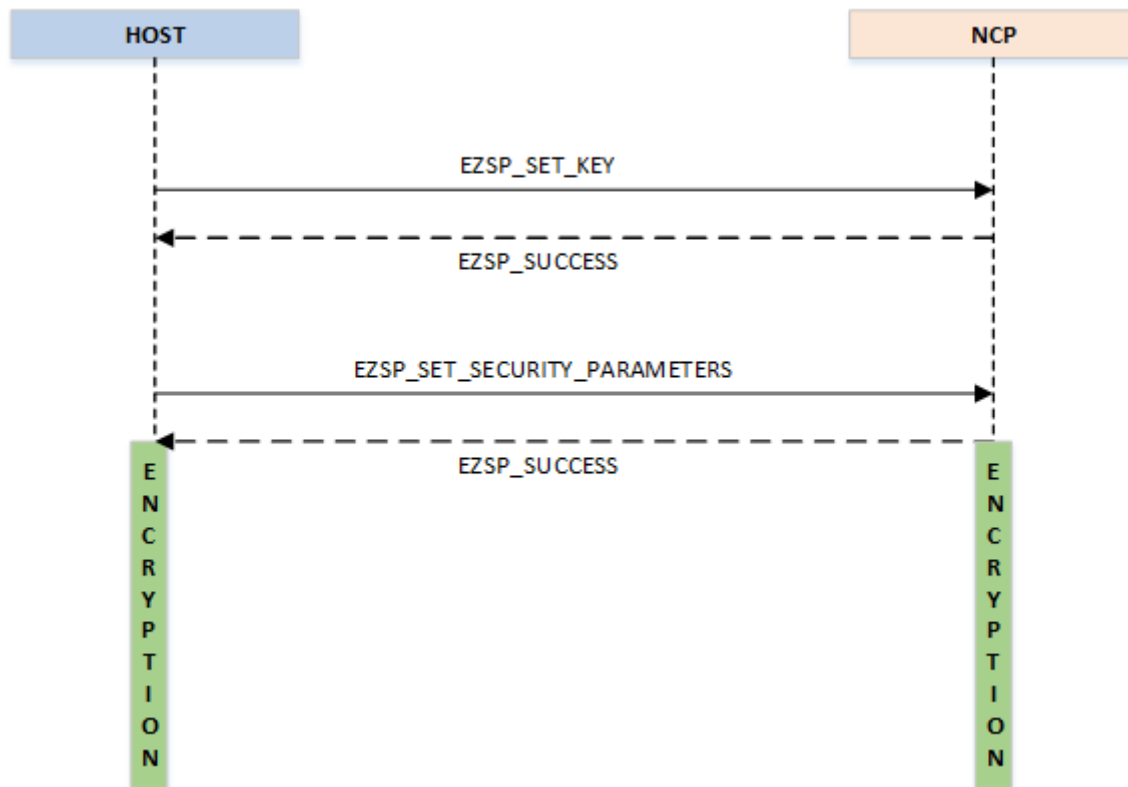 HOST
NCP
EZSP_SET_KEY
EZSP_SUCCESS
EZSP_SET_SECURITY_PARAMETERS
EZSP_SUCCESS
ENCRYPTION
ENCRYPTION